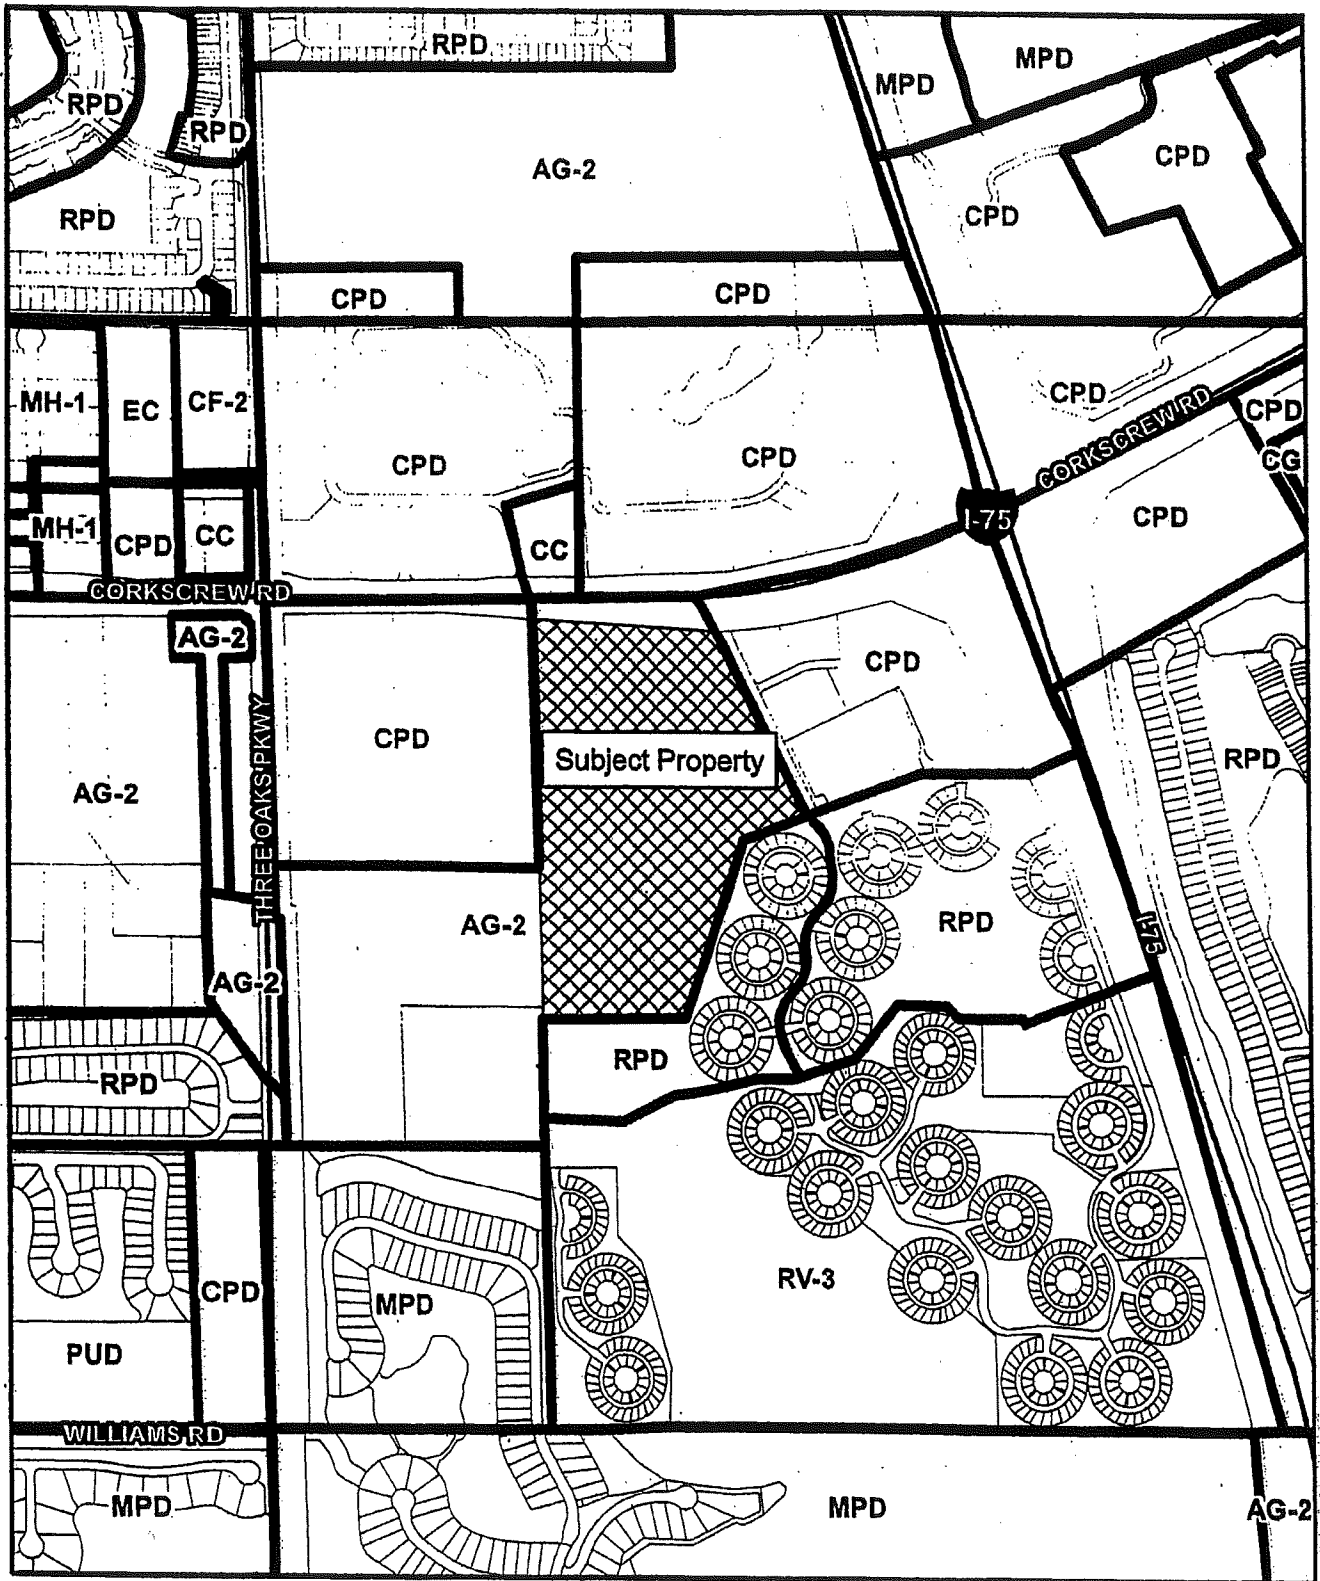 RPD
MPD
MPD
RPD
RPD
CPD
AG-2
RPD
CPD
CPD
CPD
CPD
MH-1
EC
CF-2
CPD
CORKSCREW RD
CPD
CPD
CPD
CG
MH-1
CPD
CC
CC
I-75
CPD
CORKSCREW RD
AG-2
CPD
THREE OAKS PKWY
CPD
Subject Property
RPD
AG-2
AG-2
RPD
I-75
AG-2
RPD
RPD
CPD
MPD
RV-3
PUD
WILLIAMS RD
MPD
MPD
AG-2